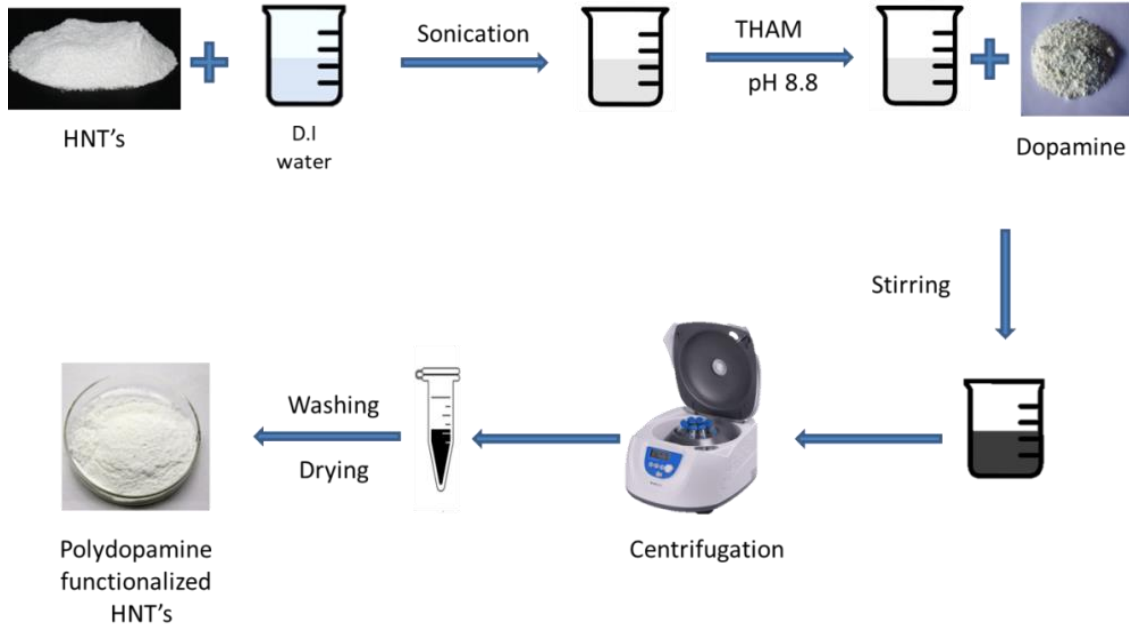 Sonication
THAM
pH 8.8
HNT's
D.I
water
Dopamine
Stirring
Washing
Drying
Centrifugation
Polydopamine
functionalized
HNT's